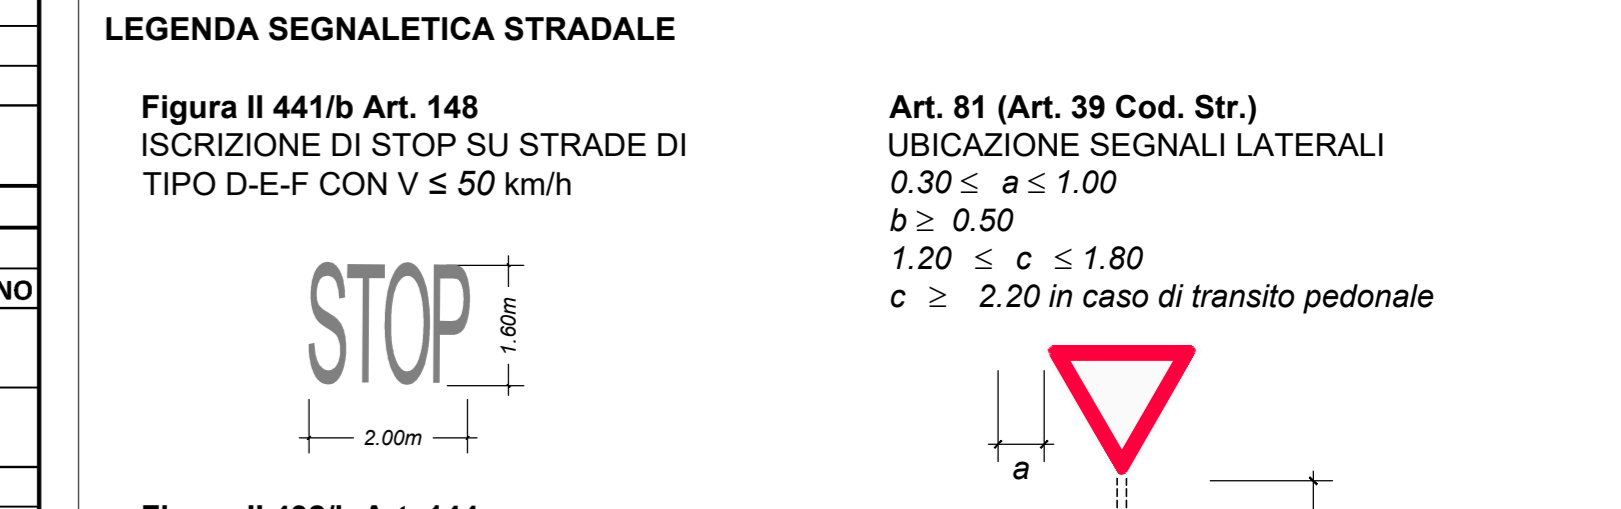 LEGENDA SEGNALETICA STRADALE
NO
Figura II 441/b Art. 148
ISCRIZIONE DI STOP SU STRADE DI
TIPO D-E-F CON V ≤ 50 km/h
STOP
1.60m
2.00m
Art. 81 (Art. 39 Cod. Str.)
UBICAZIONE SEGNALI LATERALI
0.30 ≤ a ≤ 1.00
b ≥ 0.50
1.20 ≤ c ≤ 1.80
c ≥ 2.20 in caso di transito pedonale
a